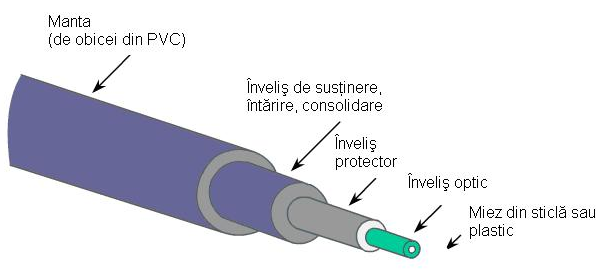 Manta
(de obicei din PVC)
Înveliş de susţinere,
întărire, consolidare
Înveliş
protector
Înveliş optic
Miez din sticlă sau
plastic